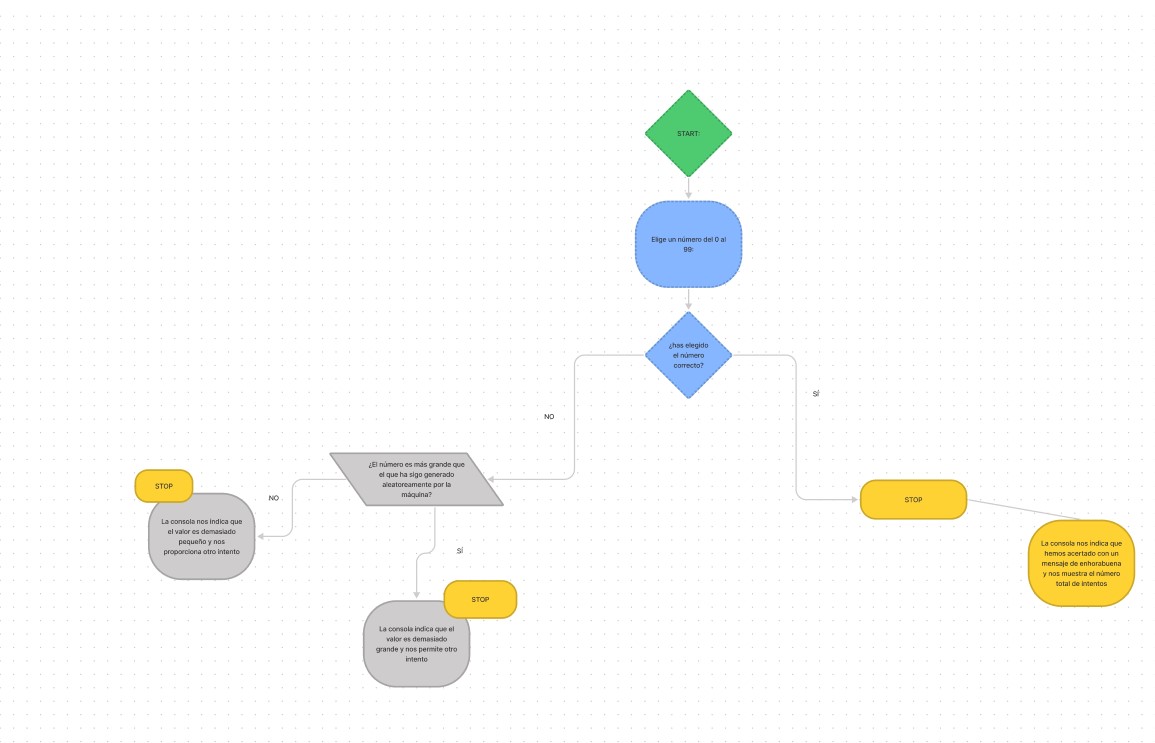 START:
Elige un número del 0 al
99:
¿has elegido
el número
correcto?
SÍ
NO
¿El número es más grande que
el que ha sigo generado
aleatoreamente por la
máquina?
STOP
NO
STOP
La consola nos indica que
el valor es demasiado
pequeño y nos
proporciona otro intento
La consola nos indica que
hemos acertado con un
mensaje de enhorabuena
y nos muestra el número
total de intentos
SÍ
STOP
La consola indica que el
valor es demasiado
grande y nos permite otro
intento